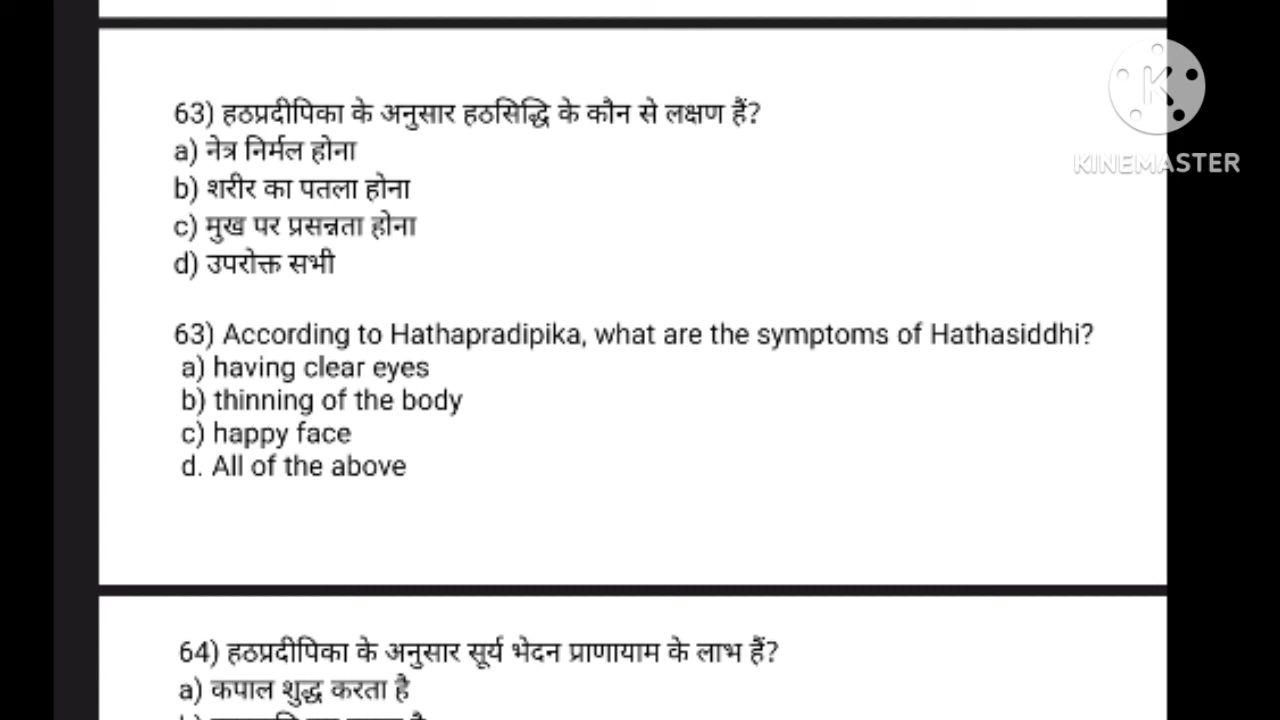 63) हठप्रदीपिका के अनुसार हठसिद्धि के कौन से लक्षण हैं?
a) नेत्र निर्मल होना
b) शरीर का पतला होना
c) मुख पर प्रसन्नता होना
d) उपरोक्त सभी
63) According to Hathapradipika, what are the symptoms of Hathasiddhi?
a) having clear eyes
b) thinning of the body
c) happy face
d. All of the above
64) हठप्रदीपिका के अनुसार सूर्य भेदन प्राणायाम के लाभ हैं?
a) कपाल शुद्ध करता है
K
KINEMASTER